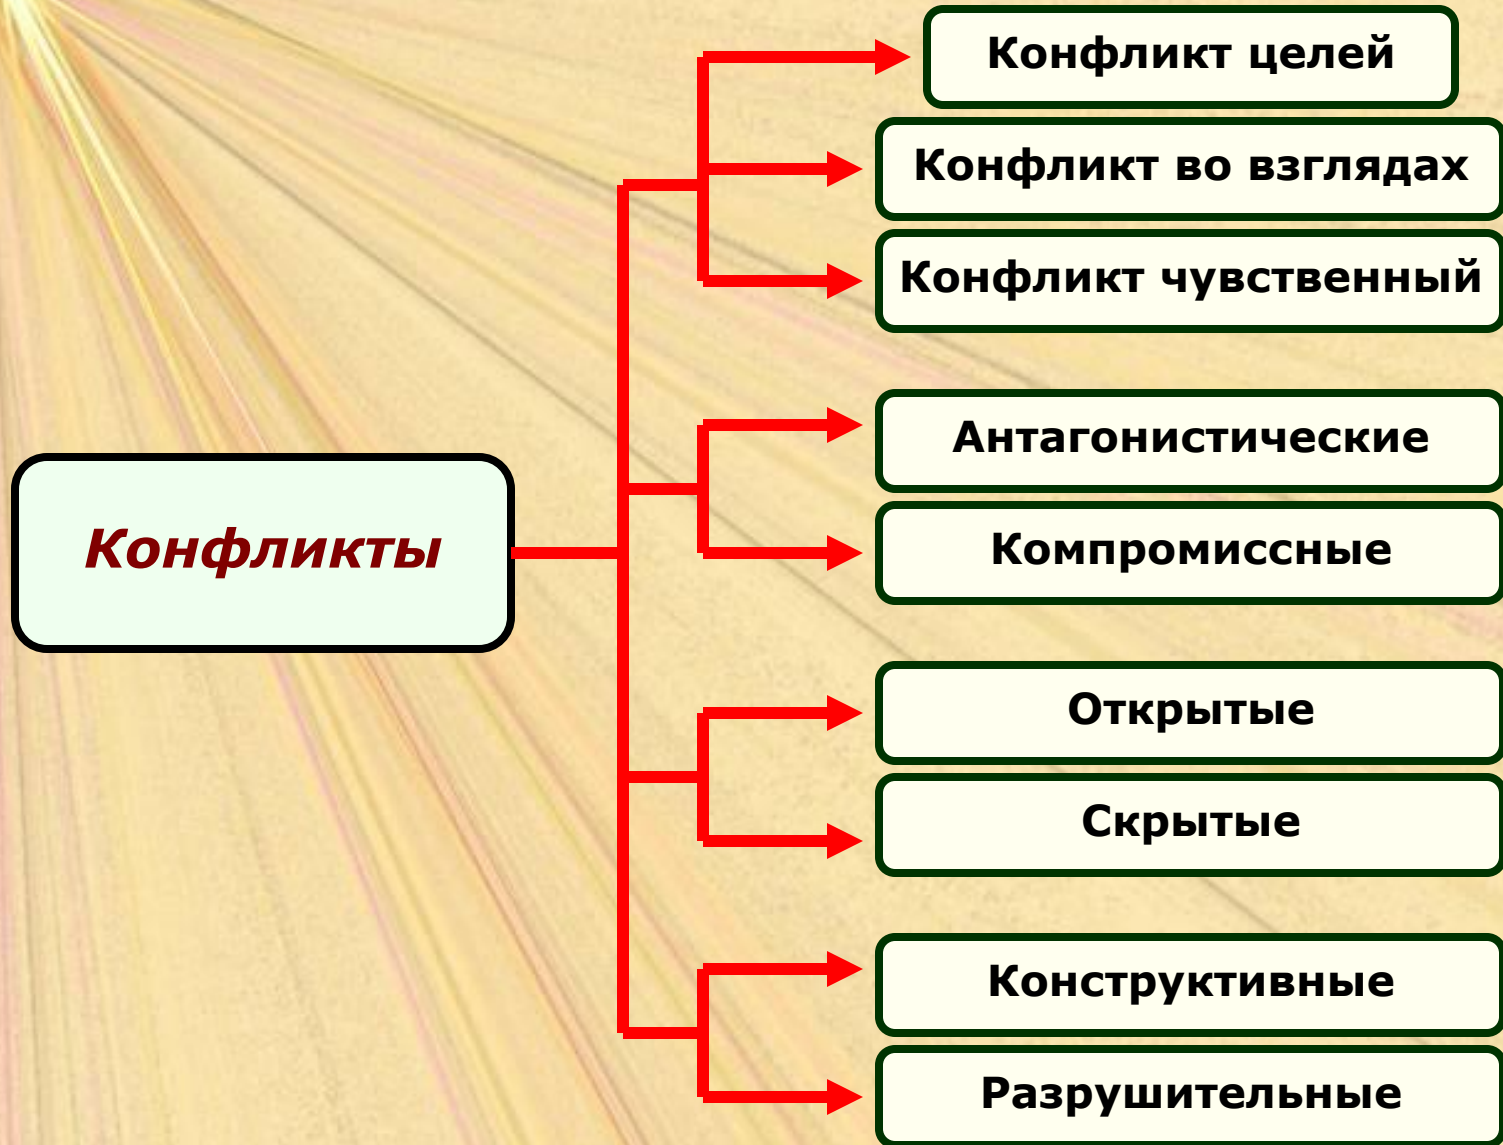 Конфликт целей
Конфликт во взглядах
Конфликт чувственный
Антагонистические
Конфликты
Компромиссные
Открытые
Скрытые
Конструктивные
Разрушительные